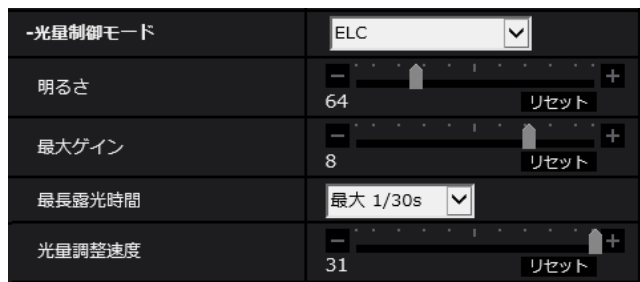 -光量制御モード ELC
明るさ 64 リセット
最大ゲイン 8 リセット
最長露光時間 最大 1/30s
光量調整速度 31 リセット